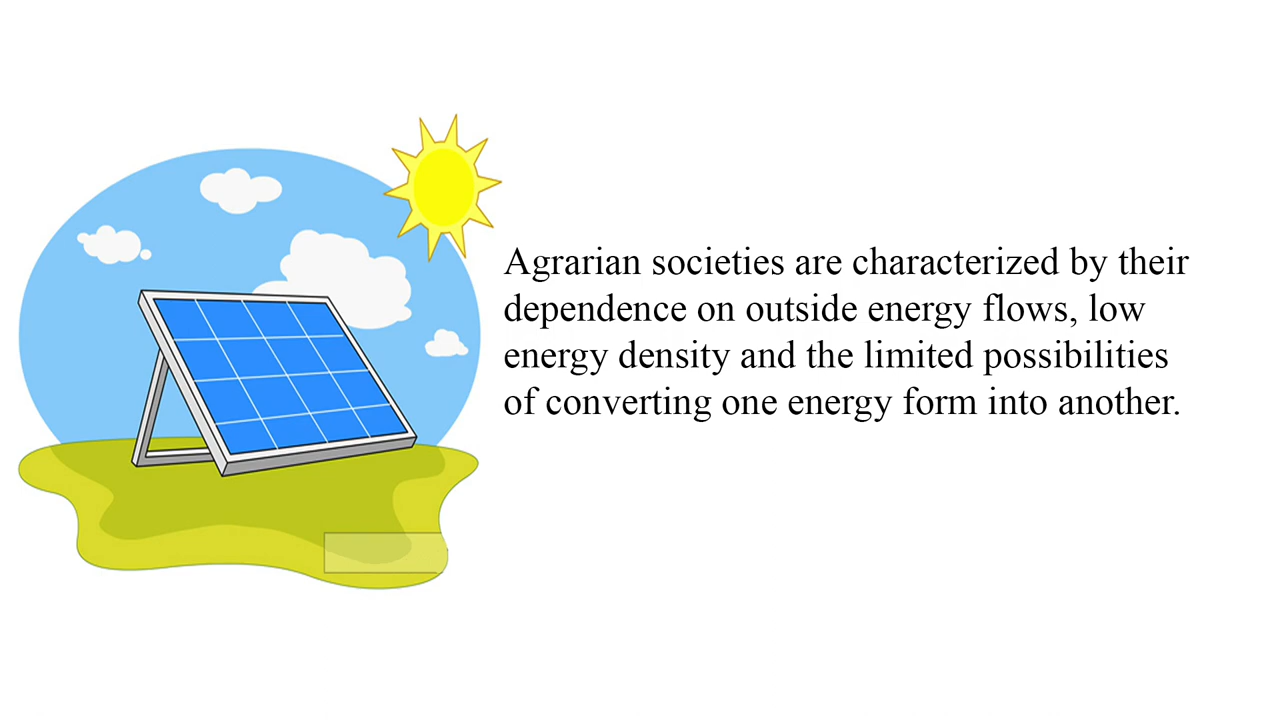 Agrarian societies are characterized by their
dependence on outside energy flows, low
energy density and the limited possibilities
of converting one energy form into another.